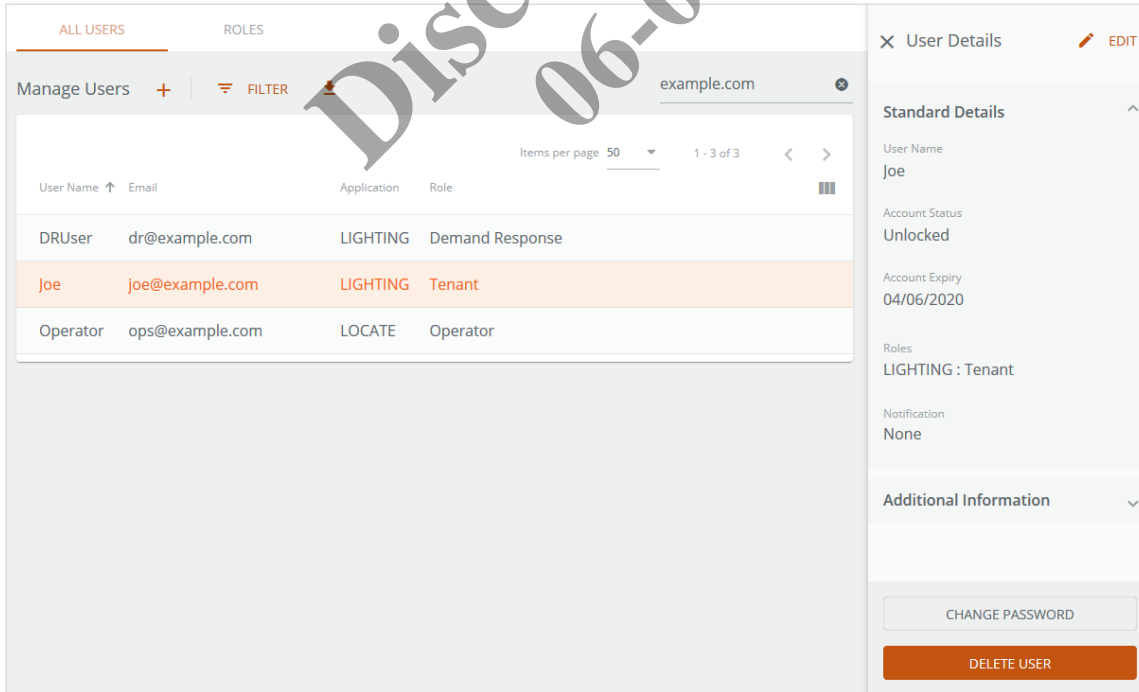 ALL USERS
ROLES
Manage Users
FILTER
example.com
Items per page 50
1 - 3 of 3
User Name Email Application Role
DRUser dr@example.com LIGHTING Demand Response
Joe joe@example.com LIGHTING Tenant
Operator ops@example.com LOCATE Operator
User Details
EDIT
Standard Details
User Name
Joe
Account Status
Unlocked
Account Expiry
04/06/2020
Roles
LIGHTING : Tenant
Notification
None
Additional Information
CHANGE PASSWORD
DELETE USER